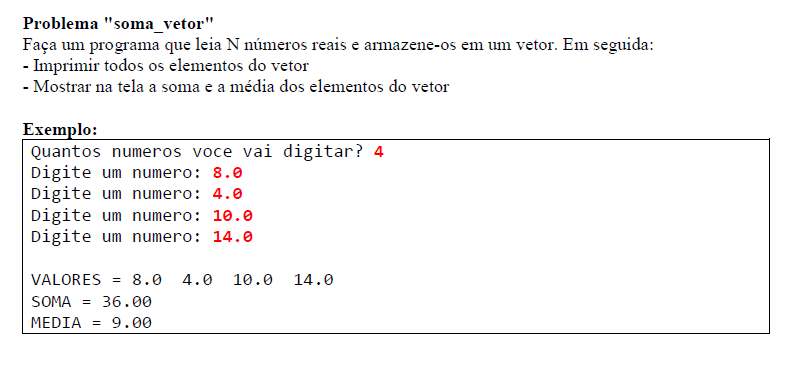 Problema "soma_vetor"
Faça um programa que leia N números reais e armazene-os em um vetor. Em seguida:
- Imprimir todos os elementos do vetor
- Mostrar na tela a soma e a média dos elementos do vetor
Exemplo:
Quantos numeros voce vai digitar? 4
Digite um numero: 8.0
Digite um numero: 4.0
Digite um numero: 10.0
Digite um numero: 14.0
VALORES = 8.0  4.0  10.0  14.0
SOMA = 36.00
MEDIA = 9.00